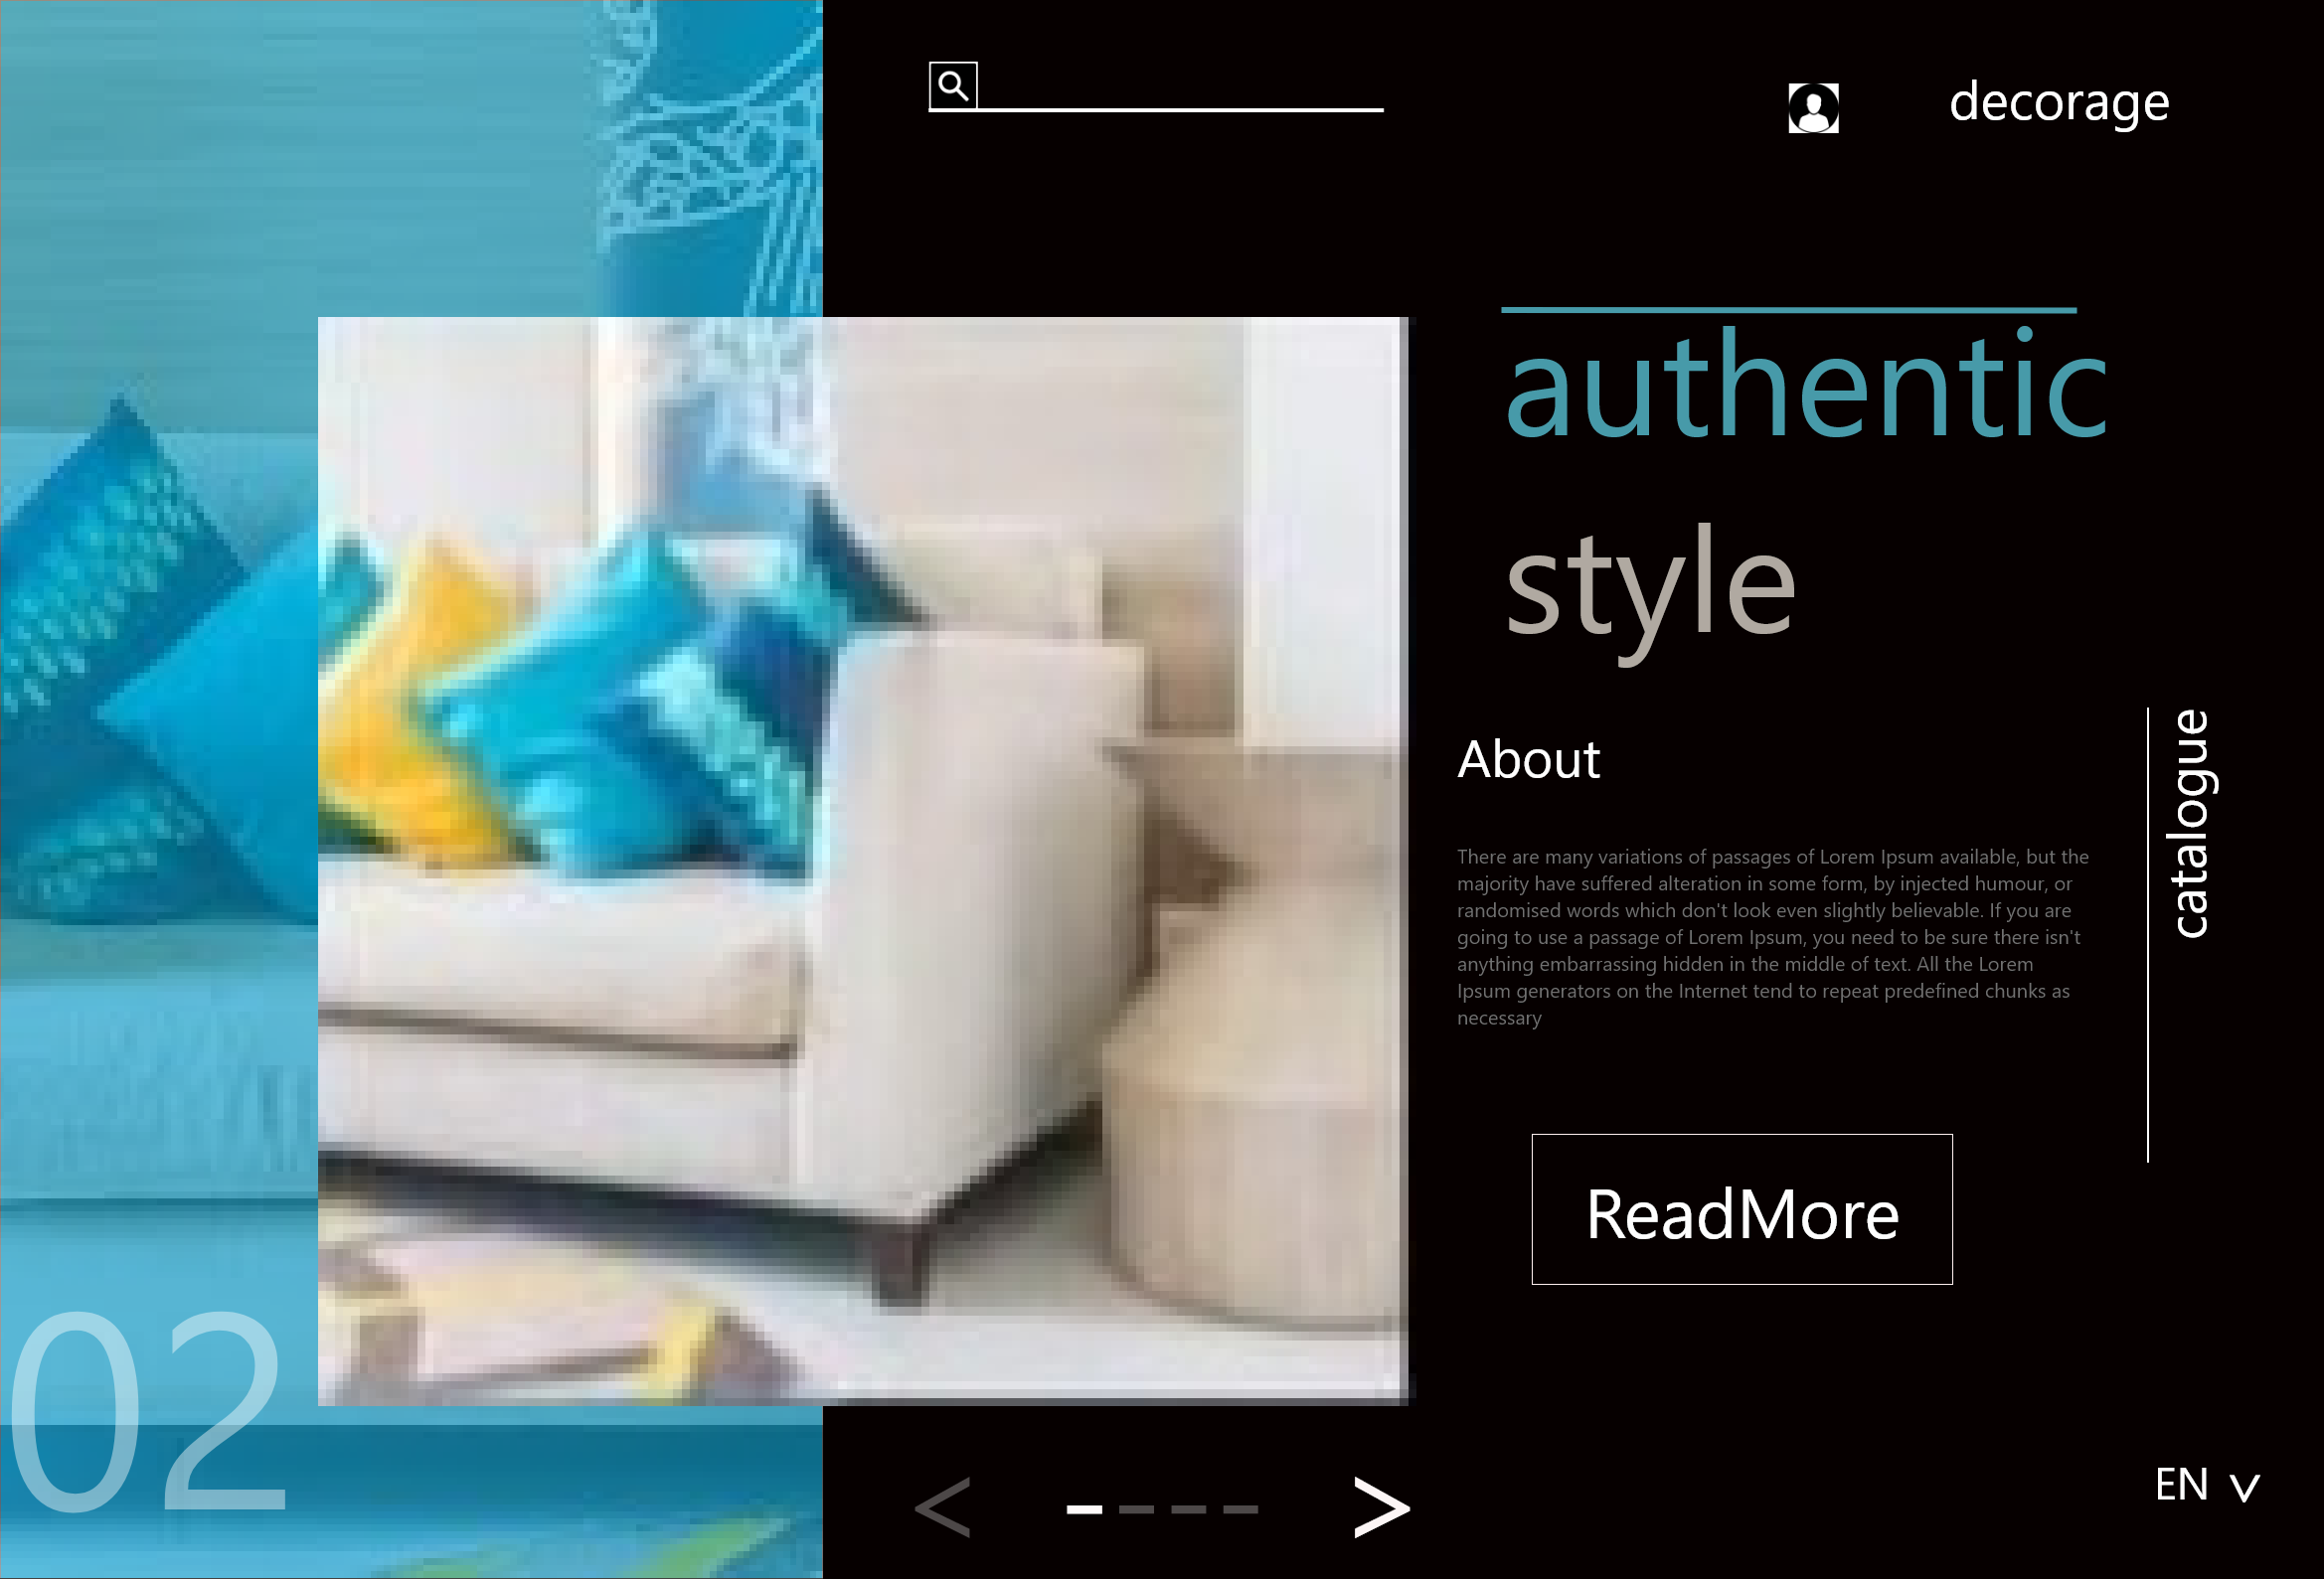 decorage
authentic
style
About
catalogue
There are many variations of passages of Lorem Ipsum available, but the
majority have suffered alteration in some form, by injected humour, or
randomised words which don't look even slightly believable. If you are
going to use a passage of Lorem Ipsum, you need to be sure there isn't
anything embarrassing hidden in the middle of text. All the Lorem
Ipsum generators on the Internet tend to repeat predefined chunks as
necessary
ReadMore
02
< >
EN V